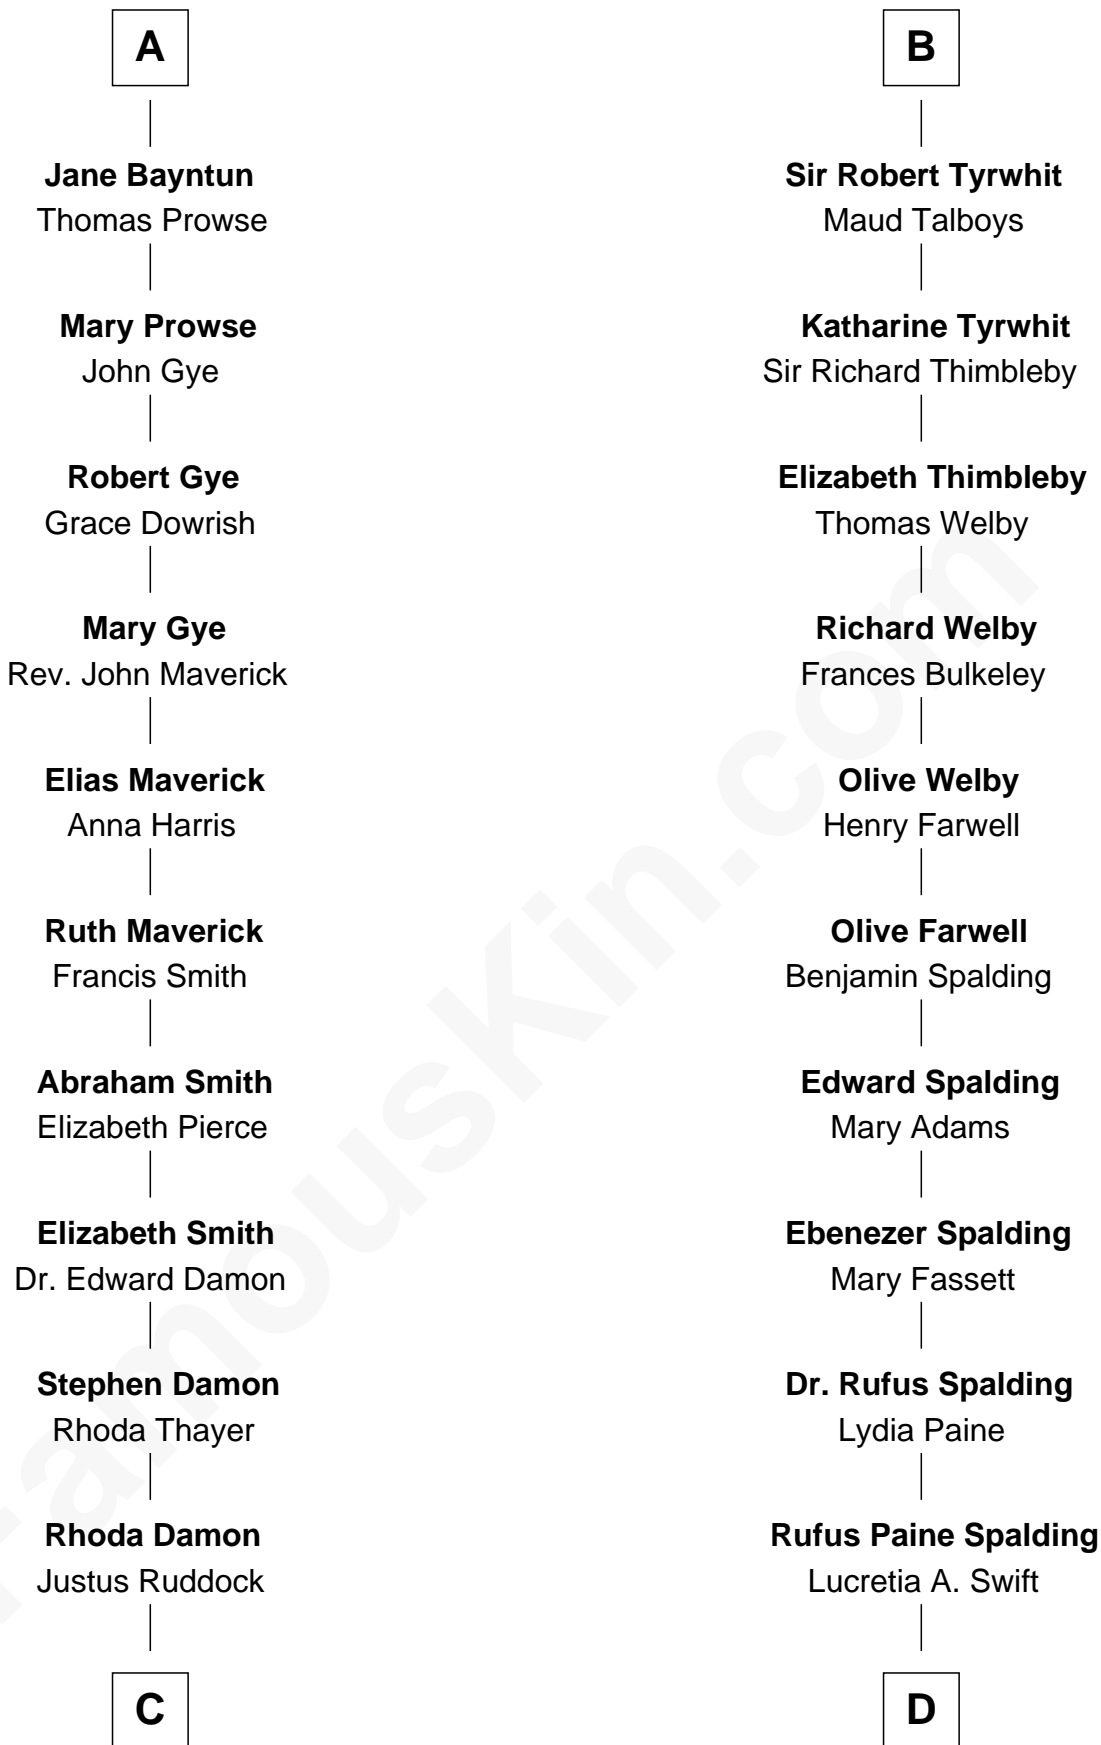 A
Jane Bayntun
Thomas Prowse
Mary Prowse
John Gye
Robert Gye
Grace Dowrish
Mary Gye
Rev. John Maverick
Elias Maverick
Anna Harris
Ruth Maverick
Francis Smith
Abraham Smith
Elizabeth Pierce
Elizabeth Smith
Dr. Edward Damon
Stephen Damon
Rhoda Thayer
Rhoda Damon
Justus Ruddock
C
B
Sir Robert Tyrwhit
Maud Talboys
Katharine Tyrwhit
Sir Richard Thimbleby
Elizabeth Thimbleby
Thomas Welby
Richard Welby
Frances Bulkeley
Olive Welby
Henry Farwell
Olive Farwell
Benjamin Spalding
Edward Spalding
Mary Adams
Ebenezer Spalding
Mary Fassett
Dr. Rufus Spalding
Lydia Paine
Rufus Paine Spalding
Lucretia A. Swift
D
FamousKin.com